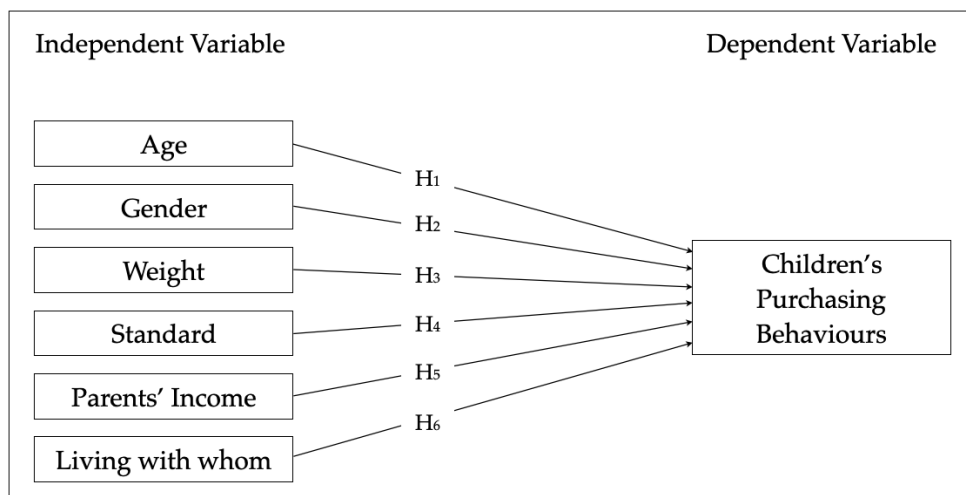 Independent Variable
Dependent Variable
Age
Gender
Weight
Standard
Parents’ Income
Living with whom
H1
H2
H3
H4
H5
H6
Children’s
Purchasing
Behaviours